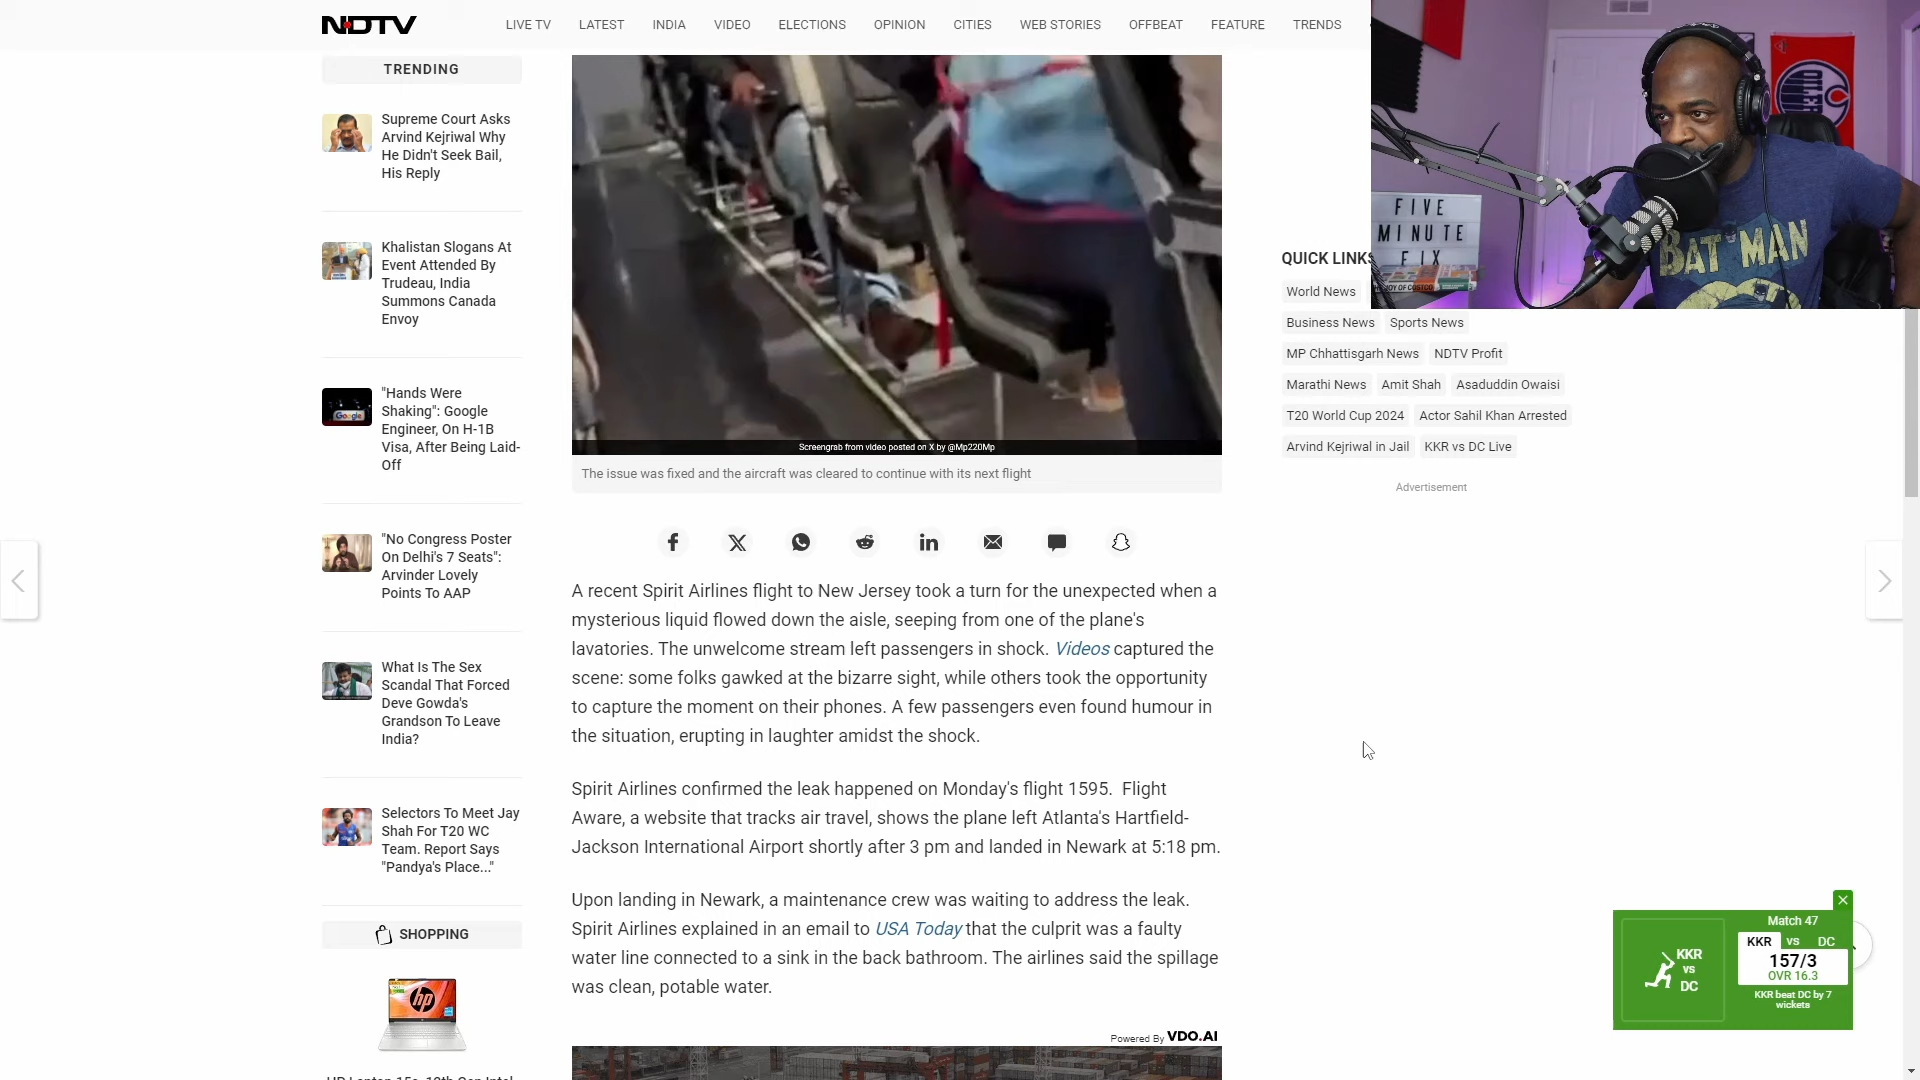 NDTV
LIVE TV LATEST INDIA VIDEO ELECTIONS OPINION CITIES WEB STORIES OFFBEAT FEATURE TRENDS
TRENDING
Supreme Court Asks
Arvind Kejriwal Why
He Didn't Seek Bail,
His Reply
Khalistan Slogans At
Event Attended By
Trudeau, India
Summons Canada
Envoy
"Hands Were
Shaking": Google
Engineer, On H-1B
Visa, After Being Laid-
Off
"No Congress Poster
On Delhi's 7 Seats":
Arvinder Lovely
Points To AAP
What Is The Sex
Scandal That Forced
Deve Gowda's
Grandson To Leave
India?
Selectors To Meet Jay
Shah For T20 WC
Team. Report Says
"Pandya's Place..."
SHOPPING
hp
Screengrab from video posted on X by @Mp220Mp
The issue was fixed and the aircraft was cleared to continue with its next flight
A recent Spirit Airlines flight to New Jersey took a turn for the unexpected when a
mysterious liquid flowed down the aisle, seeping from one of the plane's
lavatories. The unwelcome stream left passengers in shock. Videos captured the
scene: some folks gawked at the bizarre sight, while others took the opportunity
to capture the moment on their phones. A few passengers even found humour in
the situation, erupting in laughter amidst the shock.
Spirit Airlines confirmed the leak happened on Monday's flight 1595. Flight
Aware, a website that tracks air travel, shows the plane left Atlanta's Hartfield-
Jackson International Airport shortly after 3 pm and landed in Newark at 5:18 pm.
Upon landing in Newark, a maintenance crew was waiting to address the leak.
Spirit Airlines explained in an email to USA Today that the culprit was a faulty
water line connected to a sink in the back bathroom. The airlines said the spillage
was clean, potable water.
Powered By VDO.AI
QUICK LINKS
World News
Business News Sports News
MP Chhattisgarh News NDTV Profit
Marathi News Amit Shah Asaduddin Owaisi
T20 World Cup 2024 Actor Sahil Khan Arrested
Arvind Kejriwal in Jail KKR vs DC Live
Advertisement
FIVE
MINUTE
FIX
OILERS
BATMAN
KKR
vs
DC
Match 47
KKR vs DC
157/3
OVR 16.3
KKR beat DC by 7
wickets